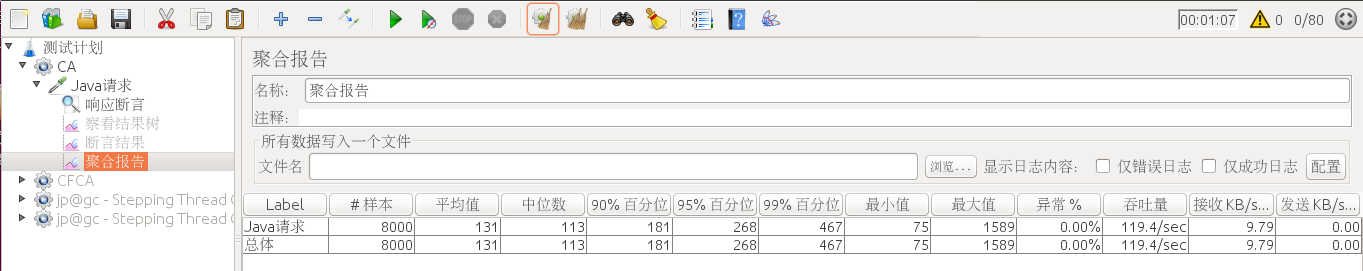 STOP
00:01:07 0 0/80
测试计划
CA
Java请求
响应断言
察看结果树
断言结果
聚合报告
CFCA
jp@gc - Stepping Thread
jp@gc - Stepping Thread
聚合报告
名称: 聚合报告
注释:
所有数据写入一个文件
文件名 浏览... 显示日志内容: 仅错误日志 仅成功日志 配置
Label # 样本 平均值 中位数 90% 百分位 95% 百分位 99% 百分位 最小值 最大值 异常 % 吞吐量 接收 KB/s... 发送 KB/s...
Java请求 8000 131 113 181 268 467 75 1589 0.00% 119.4/sec 9.79 0.00
总体 8000 131 113 181 268 467 75 1589 0.00% 119.4/sec 9.79 0.00